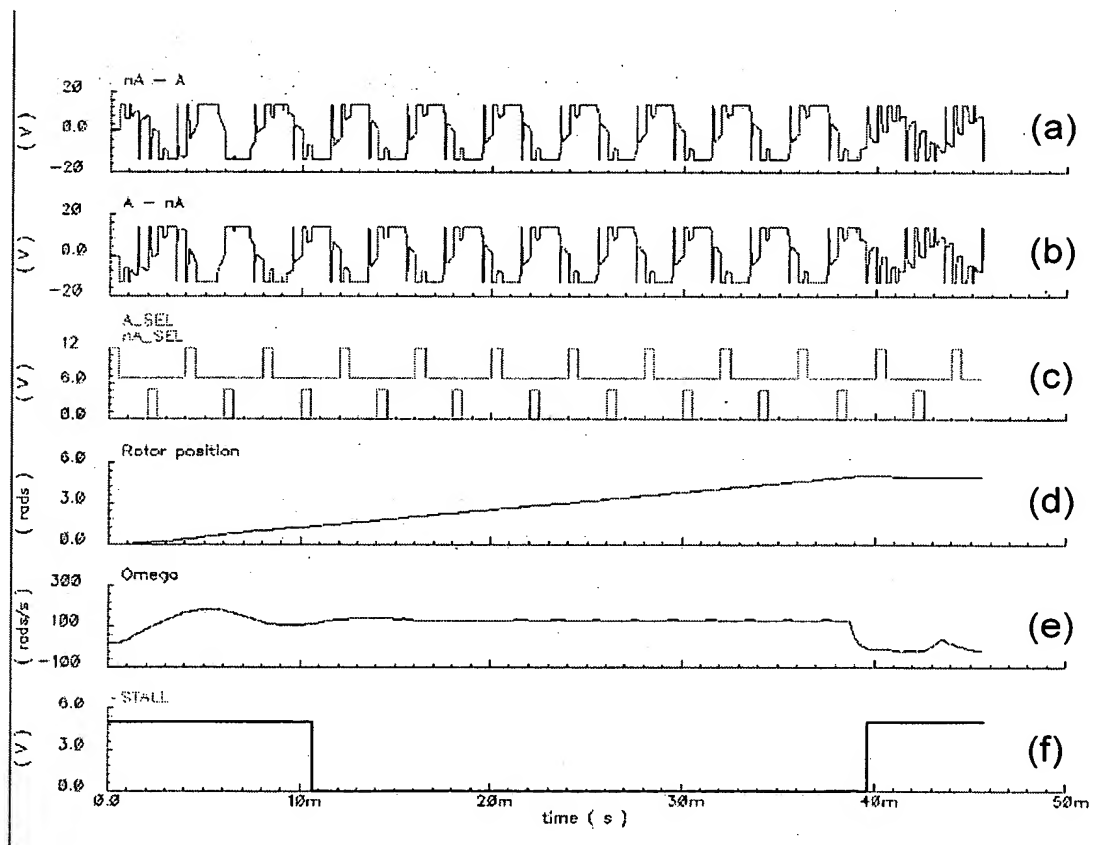 nA - A
20
0.0
-20
(V)
(a)
A - nA
20
0.0
-20
(V)
(b)
A_SEL
nA_SEL
12
6.0
0.0
(V)
(c)
Rotor position
6.0
3.0
0.0
( rads )
(d)
Omega
300
100
-100
( rads/s )
(e)
- STALL
6.0
3.0
0.0
(V)
(f)
0.0 10m 20m 30m 40m 50m
time ( s )